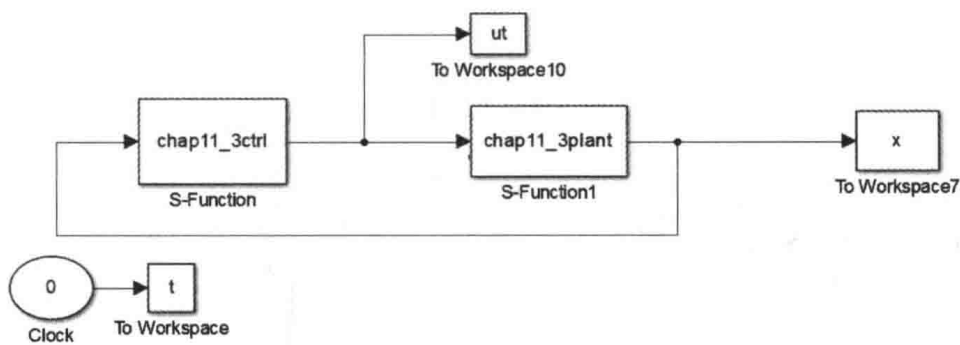 ut
To Workspace10
chap11_3ctrl
S-Function
chap11_3plant
S-Function1
x
To Workspace7
0
Clock
t
To Workspace